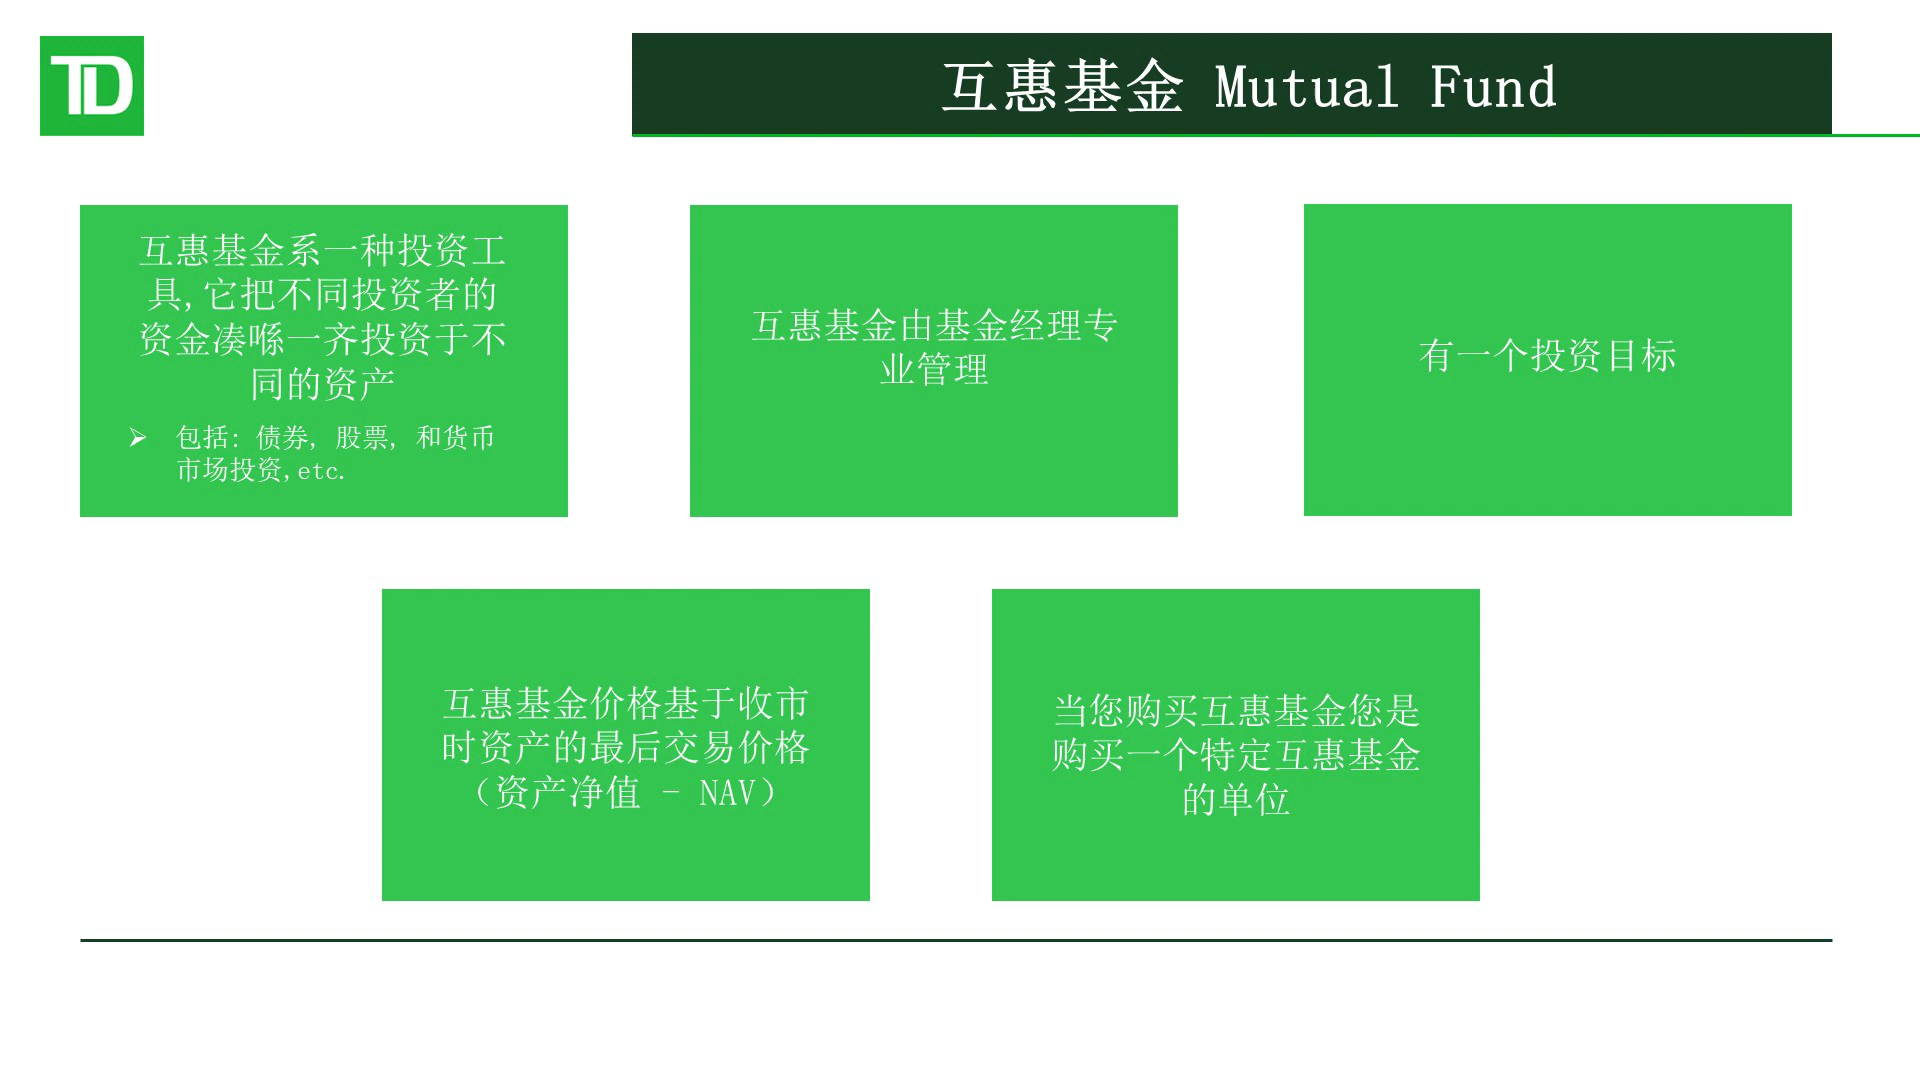 TD
互惠基金 Mutual Fund
互惠基金系一种投资工
具,它把不同投资者的
资金凑喺一齐投资于不
同的资产
➢ 包括: 债券, 股票, 和货币
市场投资,etc.
互惠基金由基金经理专
业管理
有一个投资目标
互惠基金价格基于收市
时资产的最后交易价格
（资产净值 - NAV）
当您购买互惠基金您是
购买一个特定互惠基金
的单位